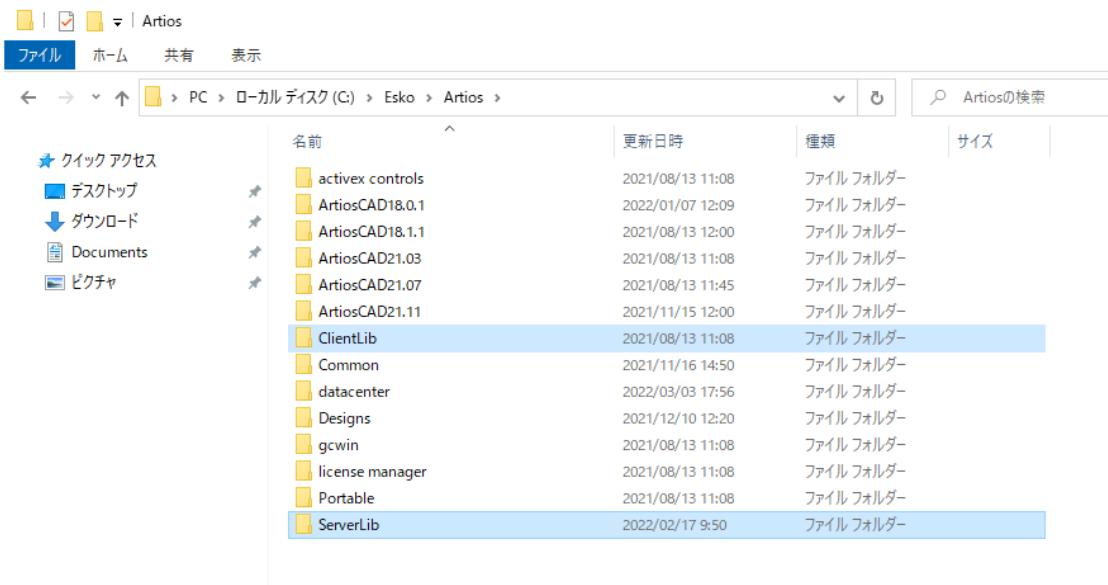 Artios
ファイル ホーム 共有 表示
PC › ローカル ディスク (C:) › Esko › Artios › Artiosの検索
名前 更新日時 種類 サイズ
クイック アクセス
デスクトップ
ダウンロード
Documents
ピクチャ
activex controls 2021/08/13 11:08 ファイル フォルダー
ArtiosCAD18.0.1 2022/01/07 12:09 ファイル フォルダー
ArtiosCAD18.1.1 2021/08/13 12:00 ファイル フォルダー
ArtiosCAD21.03 2021/08/13 11:08 ファイル フォルダー
ArtiosCAD21.07 2021/08/13 11:45 ファイル フォルダー
ArtiosCAD21.11 2021/11/15 12:00 ファイル フォルダー
ClientLib 2021/08/13 11:08 ファイル フォルダー
Common 2021/11/16 14:50 ファイル フォルダー
datacenter 2022/03/03 17:56 ファイル フォルダー
Designs 2021/12/10 12:20 ファイル フォルダー
gcwin 2021/08/13 11:08 ファイル フォルダー
license manager 2021/08/13 11:08 ファイル フォルダー
Portable 2021/08/13 11:08 ファイル フォルダー
ServerLib 2022/02/17 9:50 ファイル フォルダー